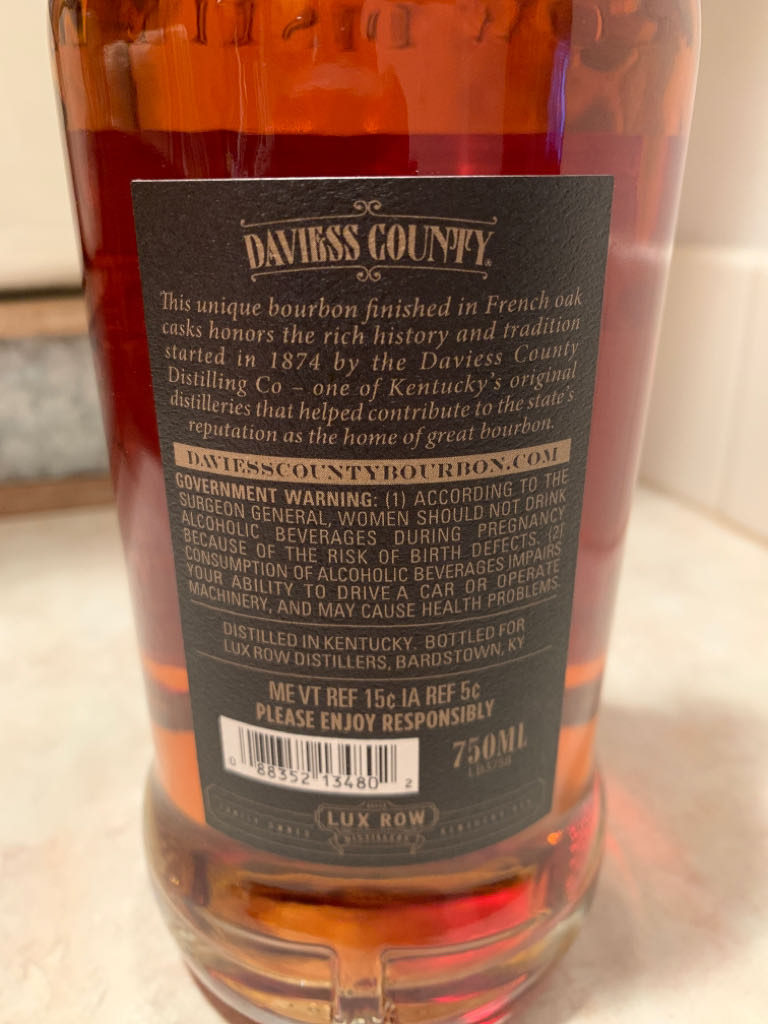 DAVIESS COUNTY
This unique bourbon finished in French oak
casks honors the rich history and tradition
started in 1874 by the Daviess County
Distilling Co – one of Kentucky's original
distilleries that helped contribute to the state's
reputation as the home of great bourbon.
DAVIESSCOUNTYBOURBON.COM
GOVERNMENT WARNING: (1) ACCORDING TO THE
SURGEON GENERAL, WOMEN SHOULD NOT DRINK
ALCOHOLIC BEVERAGES DURING PREGNANCY
BECAUSE OF THE RISK OF BIRTH DEFECTS. (2)
CONSUMPTION OF ALCOHOLIC BEVERAGES IMPAIRS
YOUR ABILITY TO DRIVE A CAR OR OPERATE
MACHINERY, AND MAY CAUSE HEALTH PROBLEMS.
DISTILLED IN KENTUCKY. BOTTLED FOR
LUX ROW DISTILLERS, BARDSTOWN, KY
ME VT REF 15¢ IA REF 5¢
PLEASE ENJOY RESPONSIBLY
750ML
0 88352 13480 2
LUX ROW
DISTILLERS